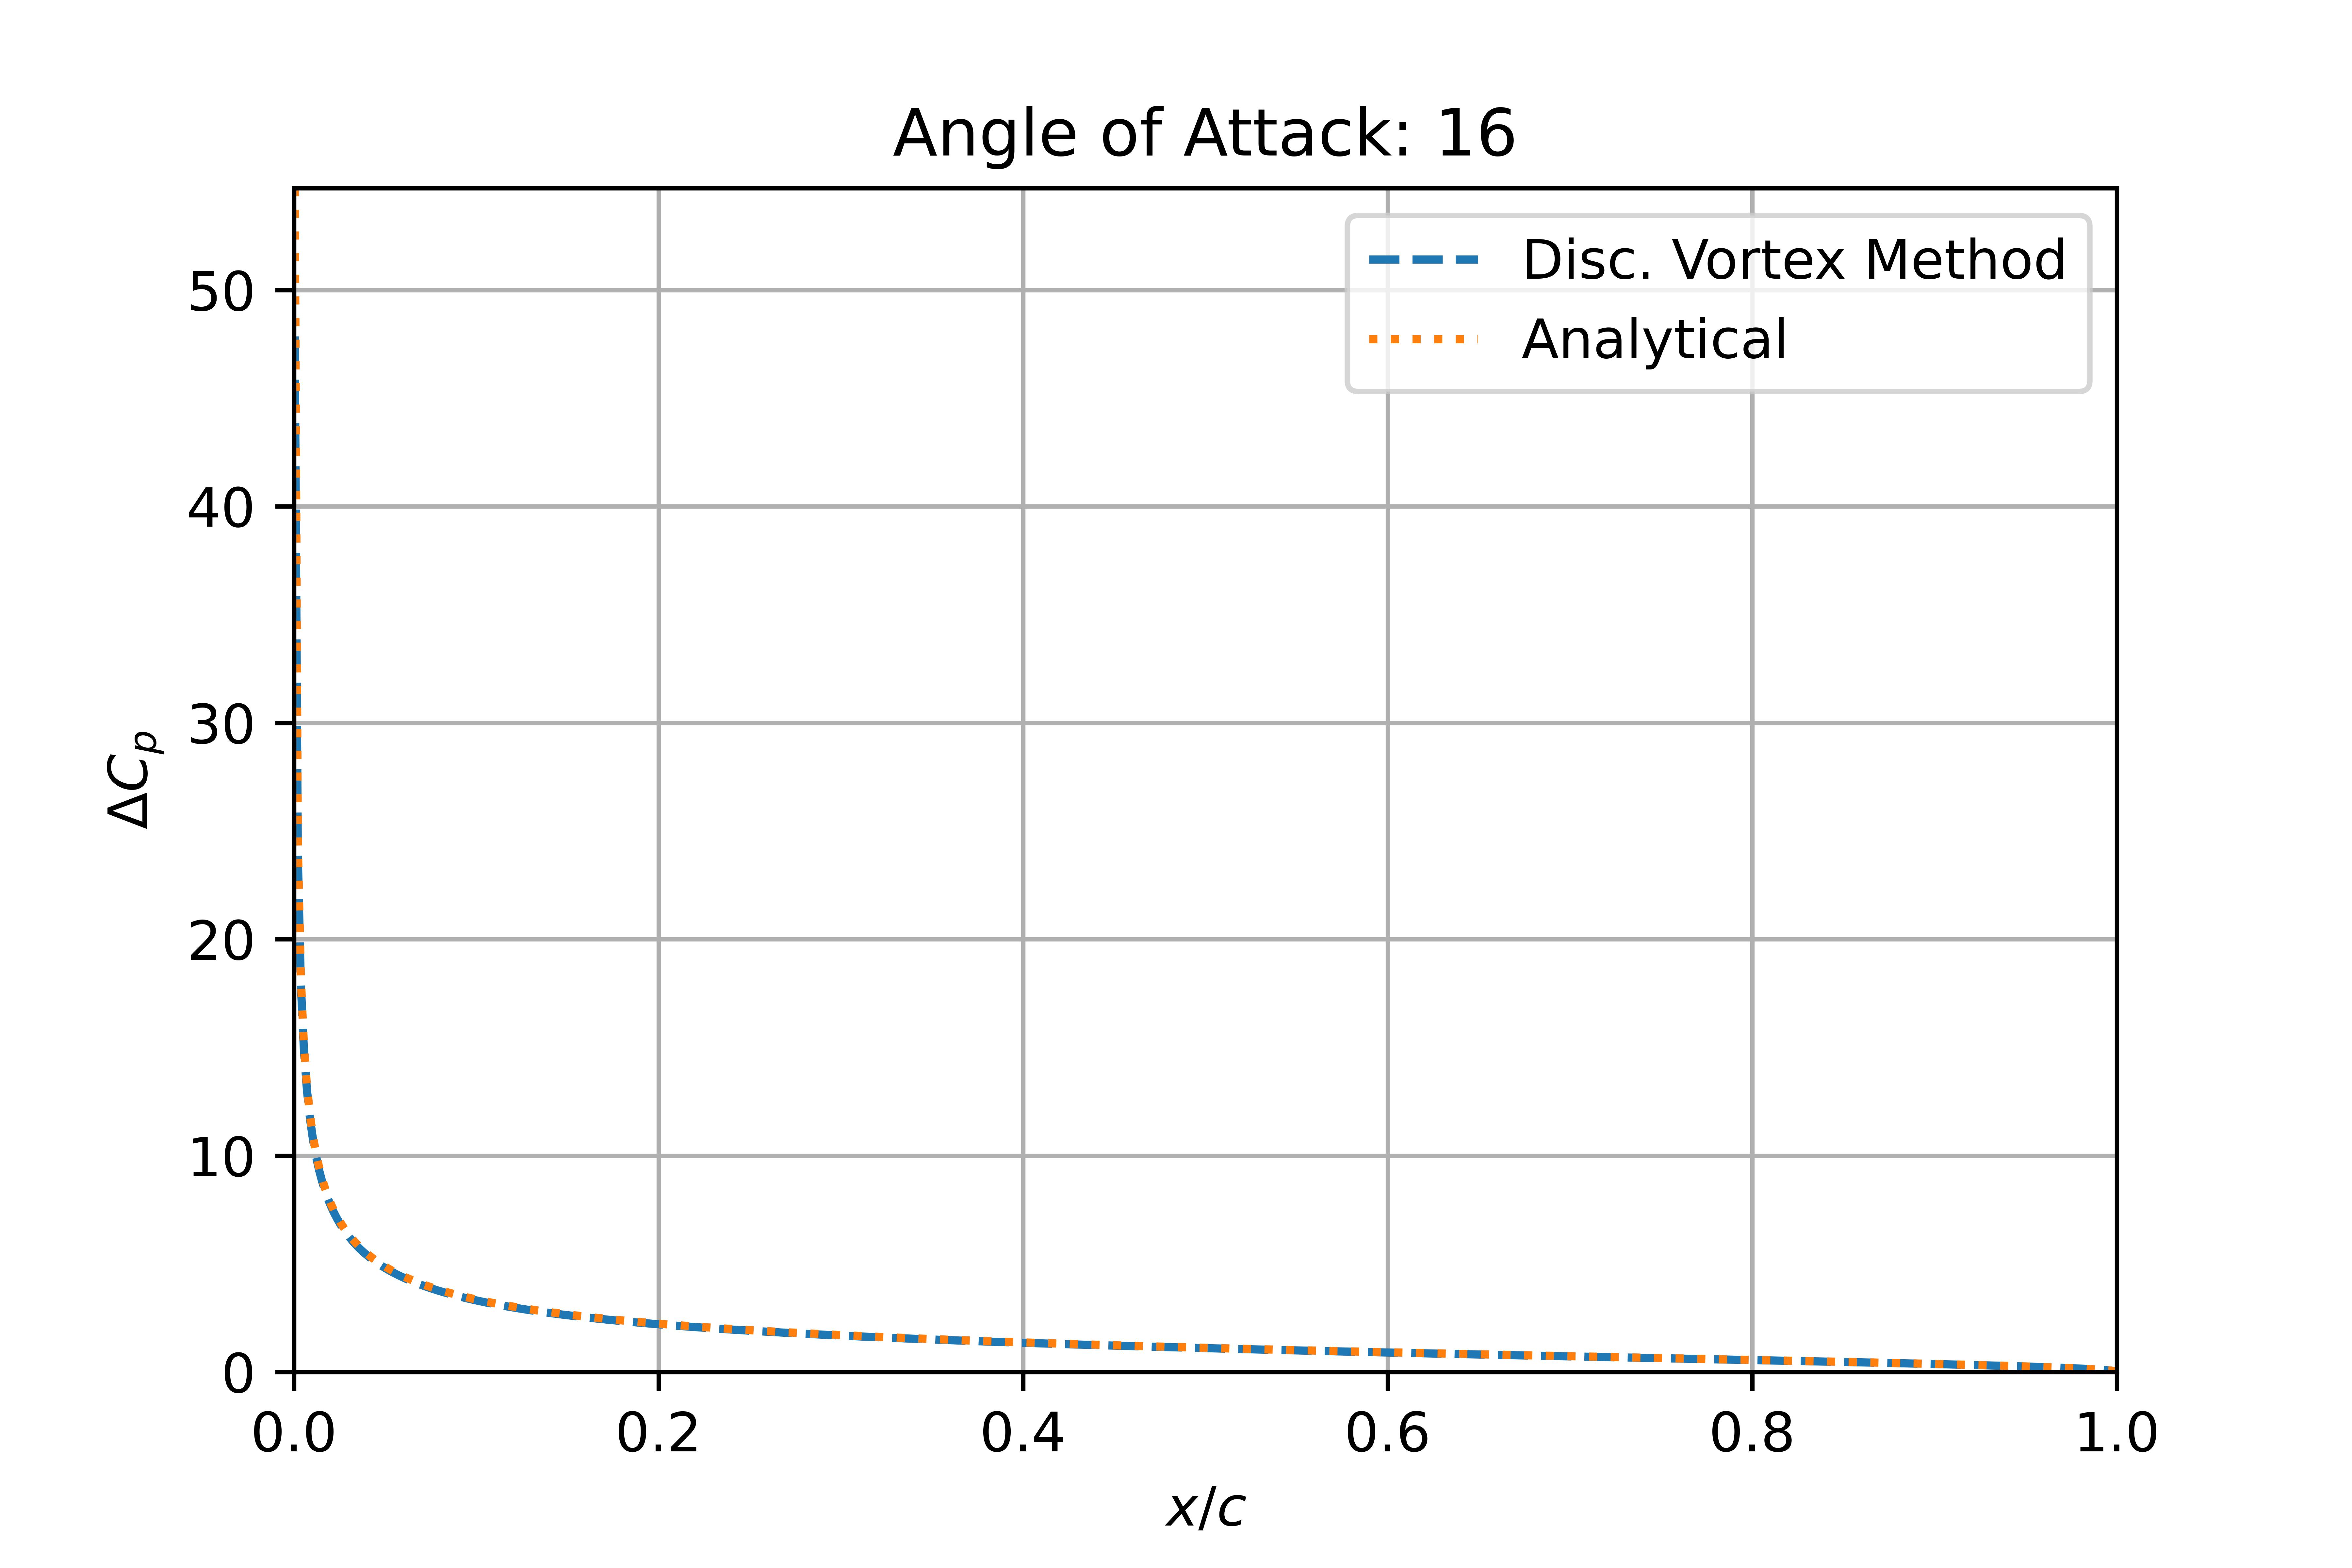 Angle of Attack: 16
Disc. Vortex Method
Analytical
50
40
30
20
10
0
ΔCp
0.0 0.2 0.4 0.6 0.8 1.0
x/c